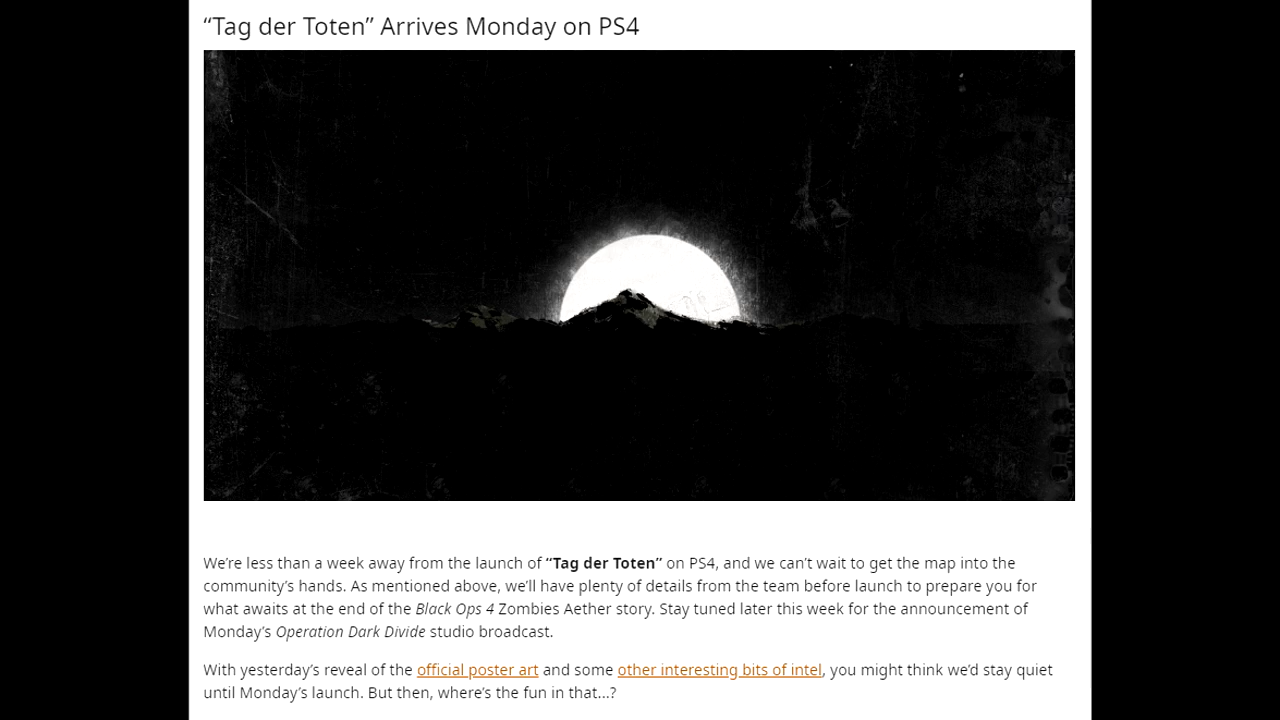 “Tag der Toten” Arrives Monday on PS4
We’re less than a week away from the launch of “Tag der Toten” on PS4, and we can’t wait to get the map into the
community’s hands. As mentioned above, we’ll have plenty of details from the team before launch to prepare you for
what awaits at the end of the Black Ops 4 Zombies Aether story. Stay tuned later this week for the announcement of
Monday’s Operation Dark Divide studio broadcast.
With yesterday’s reveal of the official poster art and some other interesting bits of intel, you might think we’d stay quiet
until Monday’s launch. But then, where’s the fun in that...?